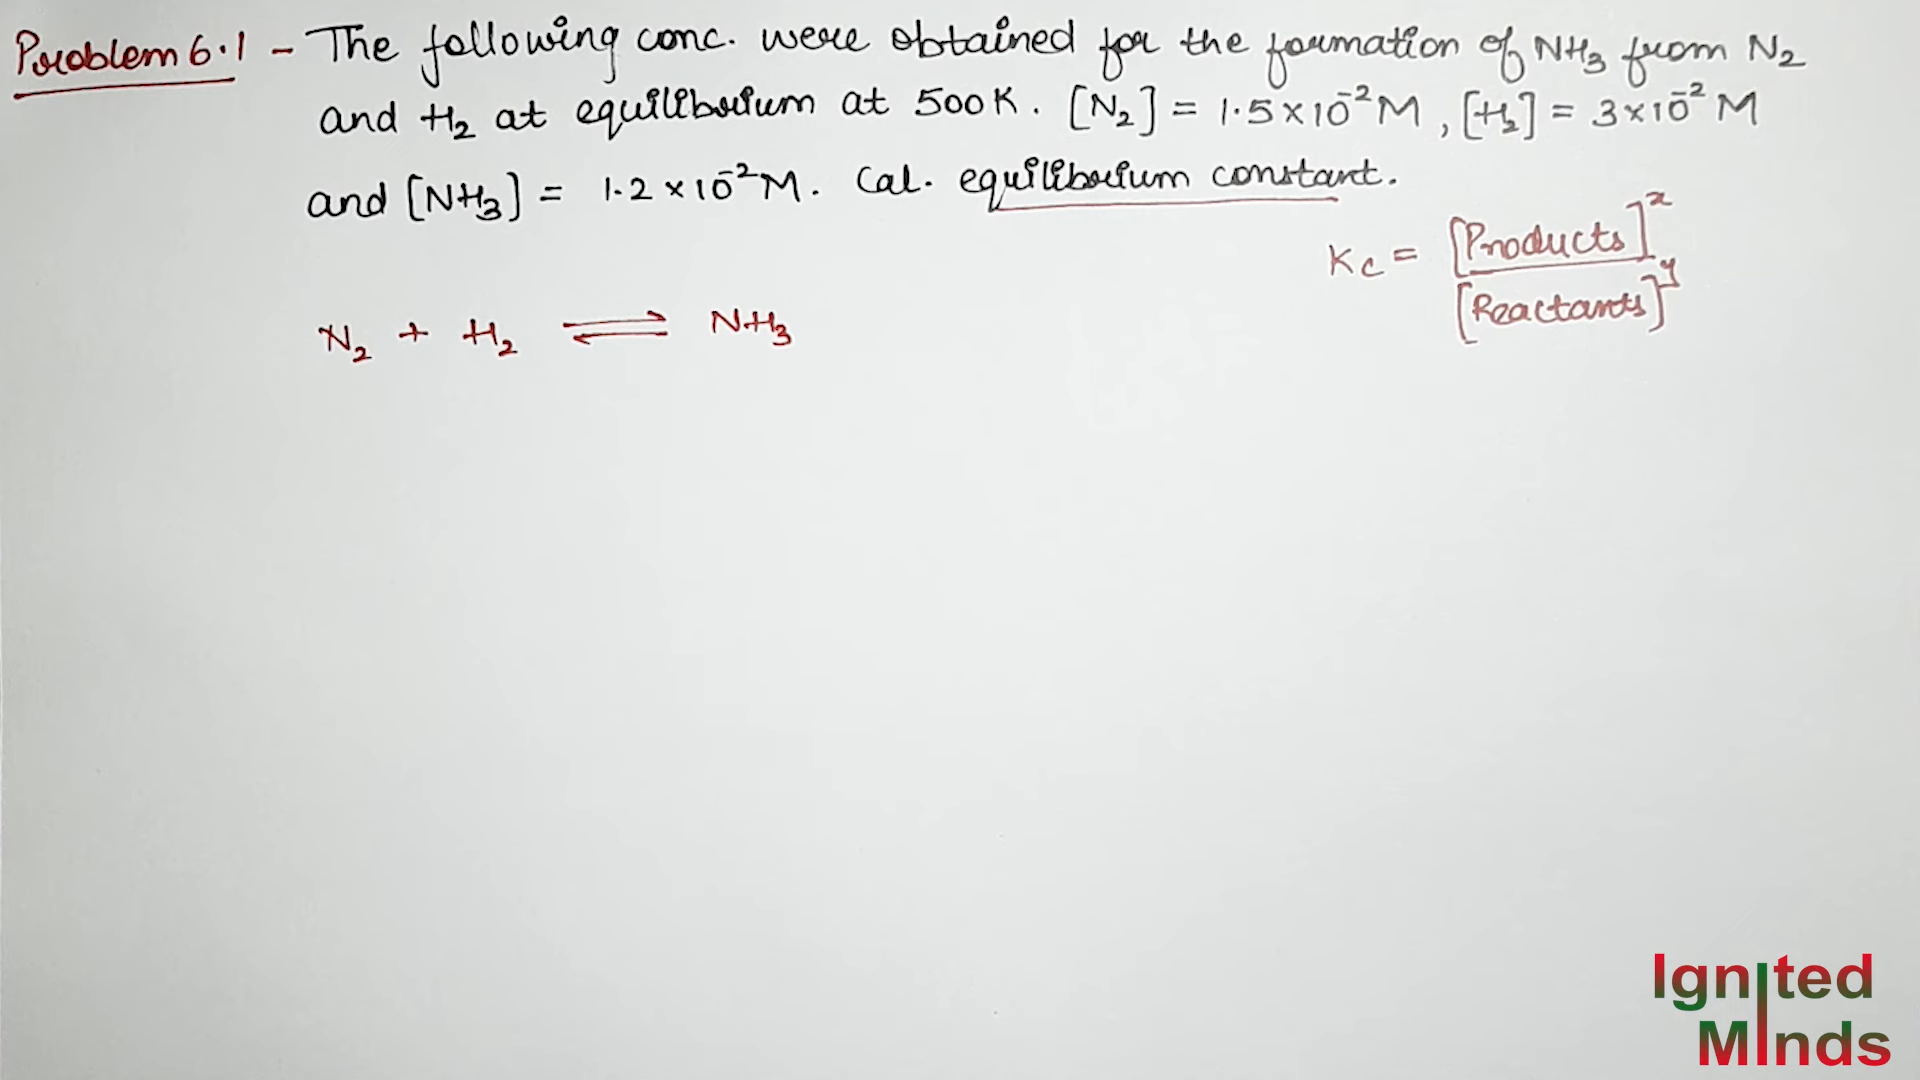 Problem 6.1 - The following conc. were obtained for the formation of NH₃ from N₂
and H₂ at equilibrium at 500K. [N₂] = 1.5×10⁻²M, [H₂] = 3×10⁻²M
and [NH₃] = 1.2×10⁻²M. Cal. equilibrium constant.
Kc = [Products]ˣ / [Reactants]ʸ
N₂ + H₂ ⇌ NH₃
Ignited
Minds